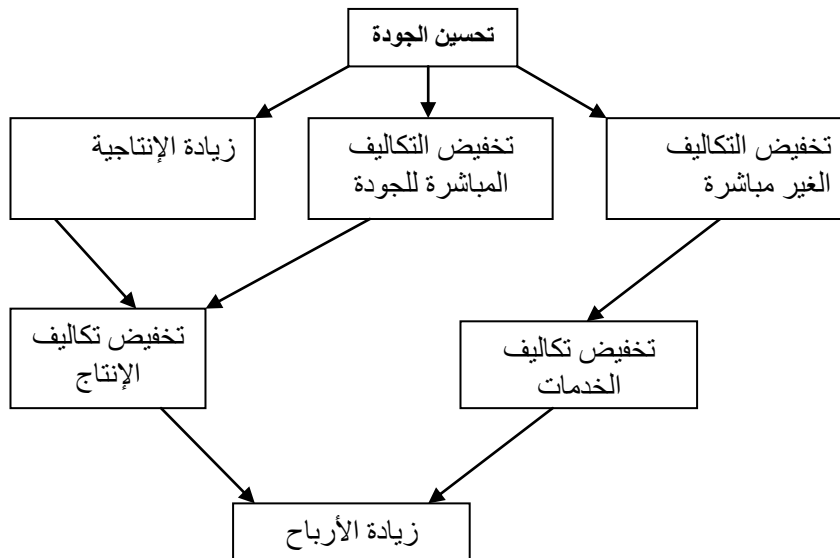 تحسين الجودة
تخفيض التكاليف
الغير مباشرة
تخفيض التكاليف
المباشرة للجودة
زيادة الإنتاجية
تخفيض تكاليف
الخدمات
تخفيض تكاليف
الإنتاج
زيادة الأرباح